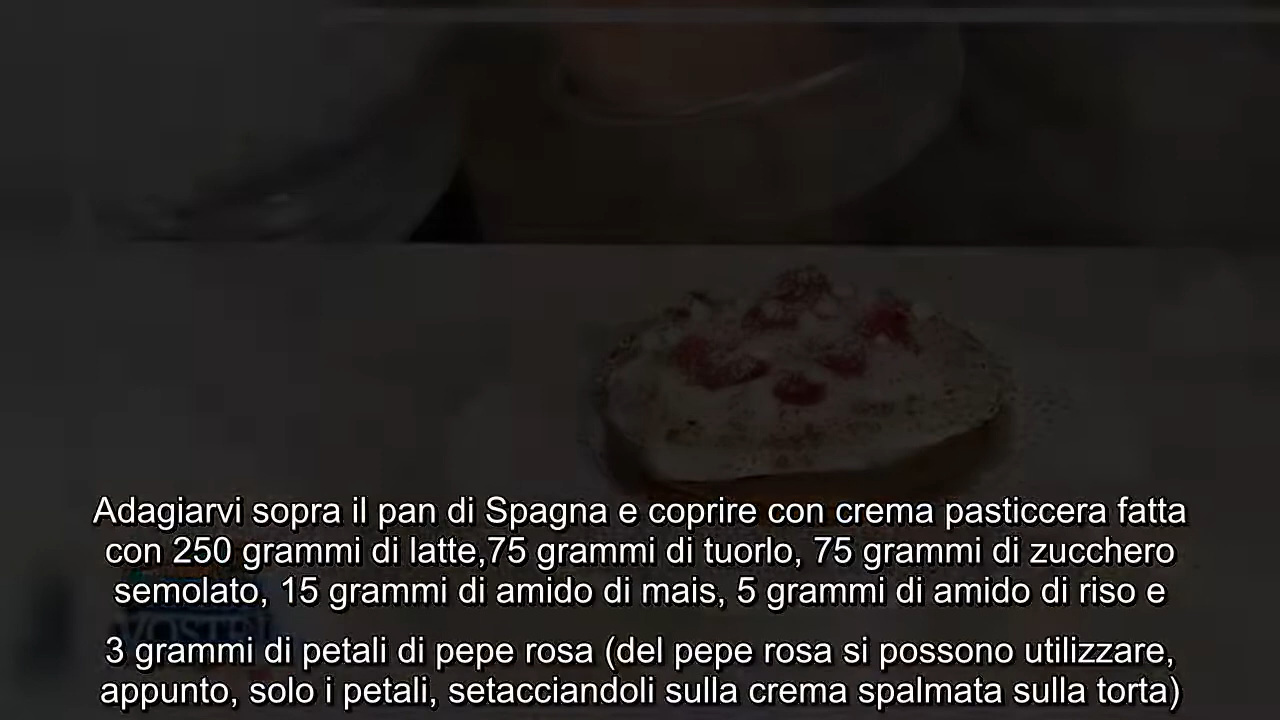 Adagiarvi sopra il pan di Spagna e coprire con crema pasticcera fatta
con 250 grammi di latte,75 grammi di tuorlo, 75 grammi di zucchero
semolato, 15 grammi di amido di mais, 5 grammi di amido di riso e
3 grammi di petali di pepe rosa (del pepe rosa si possono utilizzare,
appunto, solo i petali, setacciandoli sulla crema spalmata sulla torta)